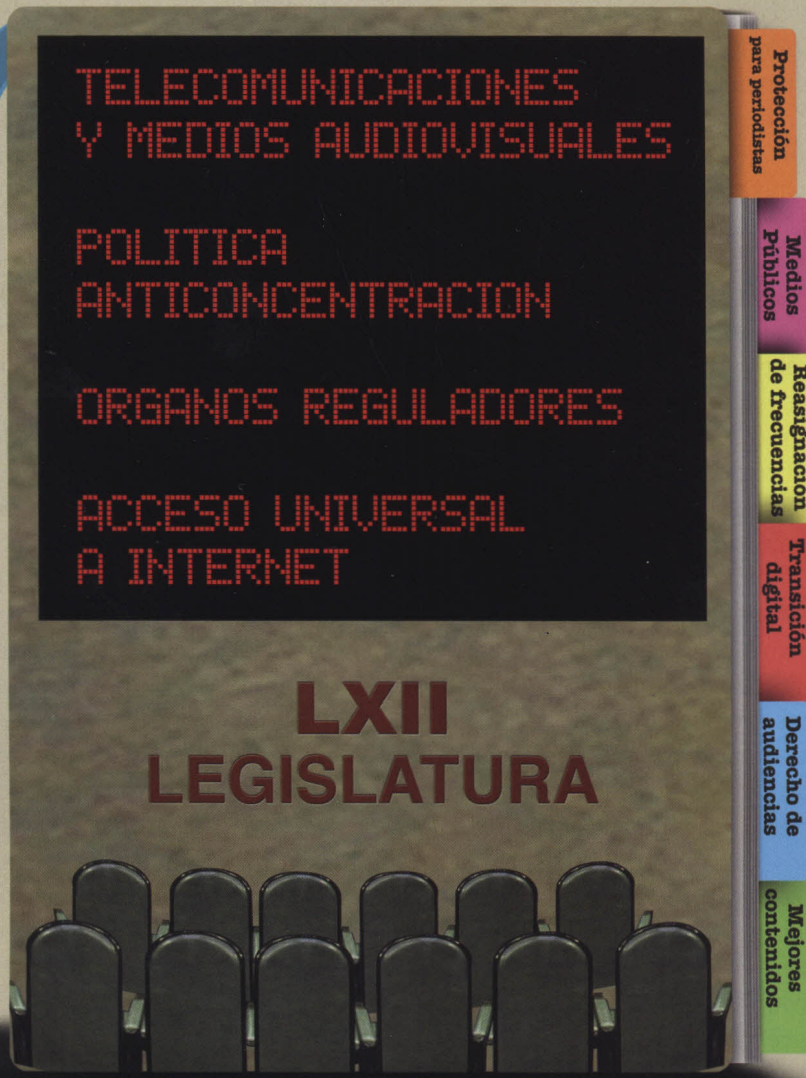 TELECOMUNICACIONES
Y MEDIOS AUDIOVISUALES
POLITICA
ANTICONCENTRACION
ORGANOS REGULADORES
ACCESO UNIVERSAL
A INTERNET
LXII
LEGISLATURA
Protección
para periodistas
Medios
Públicos
Reasignación
de frecuencias
Transición
digital
Derecho de
audiencias
Mejores
contenidos